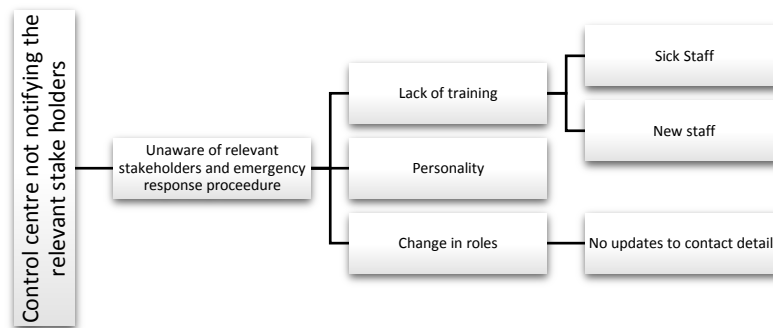 Control centre not notifying the
relevant stake holders
Unaware of relevant
stakeholders and emergency
response proceedure
Lack of training
Sick Staff
New staff
Personality
Change in roles
No updates to contact detail